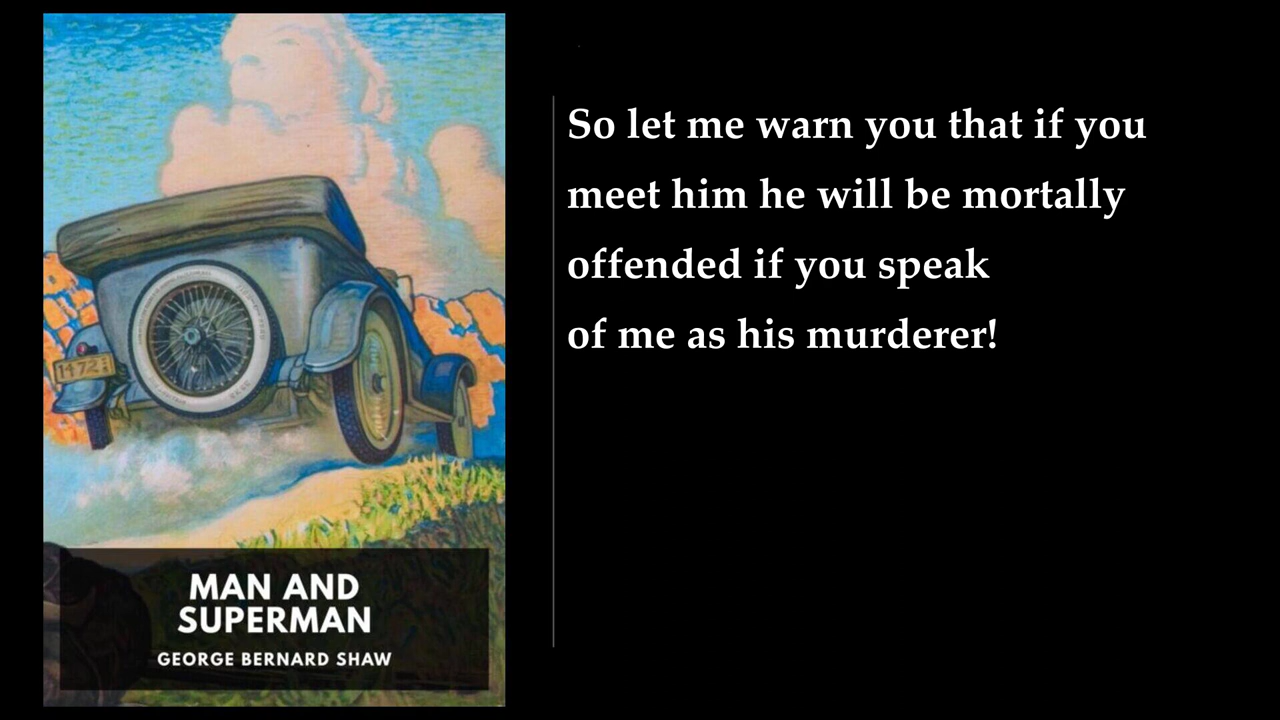 So let me warn you that if you
meet him he will be mortally
offended if you speak
of me as his murderer!
1472
MAN AND
SUPERMAN
GEORGE BERNARD SHAW